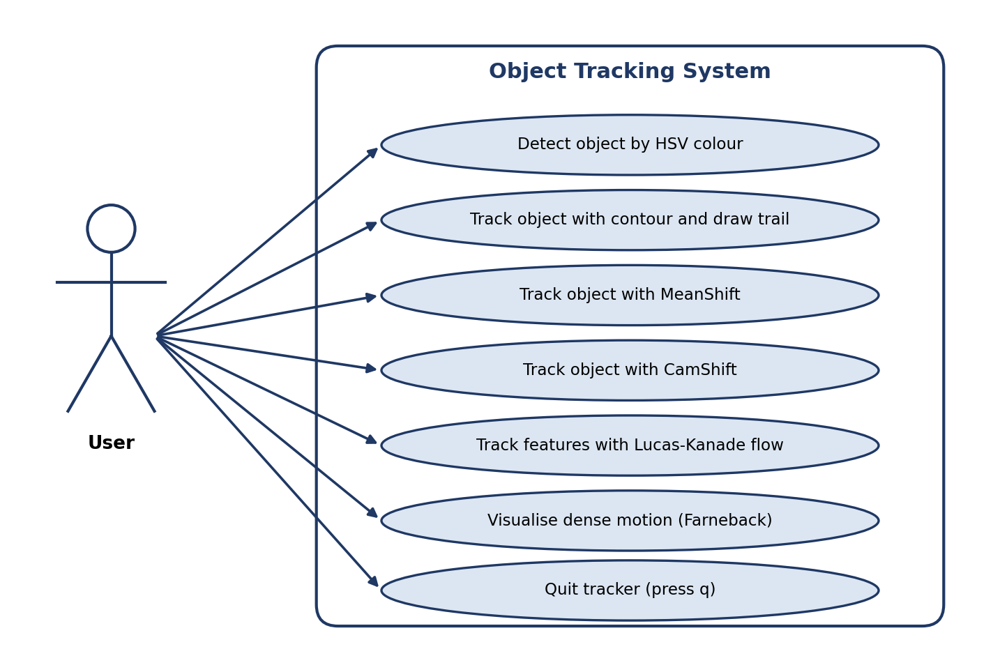 Object Tracking System
Detect object by HSV colour
Track object with contour and draw trail
Track object with MeanShift
Track object with CamShift
Track features with Lucas-Kanade flow
User
Visualise dense motion (Farneback)
Quit tracker (press q)